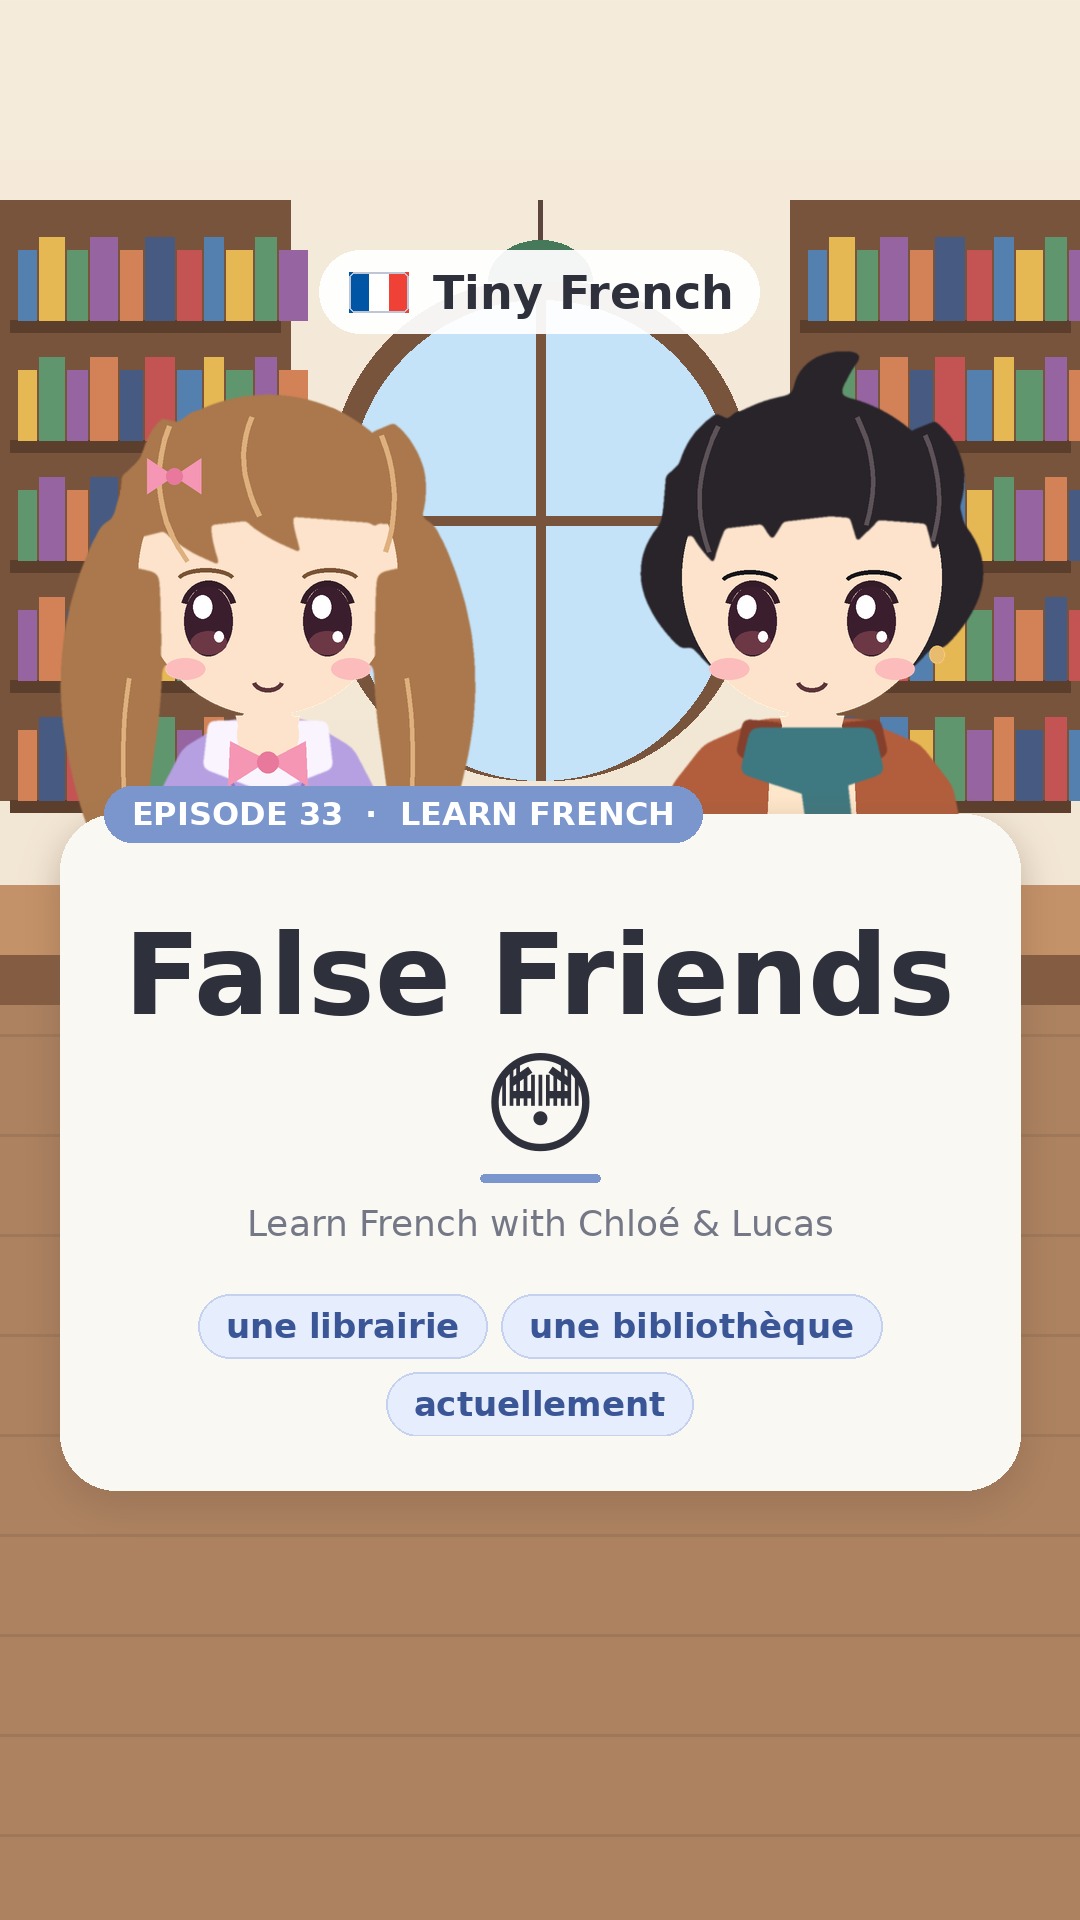 Tiny French
EPISODE 33 · LEARN FRENCH
False Friends
Learn French with Chloé & Lucas
une librairie
une bibliothèque
actuellement